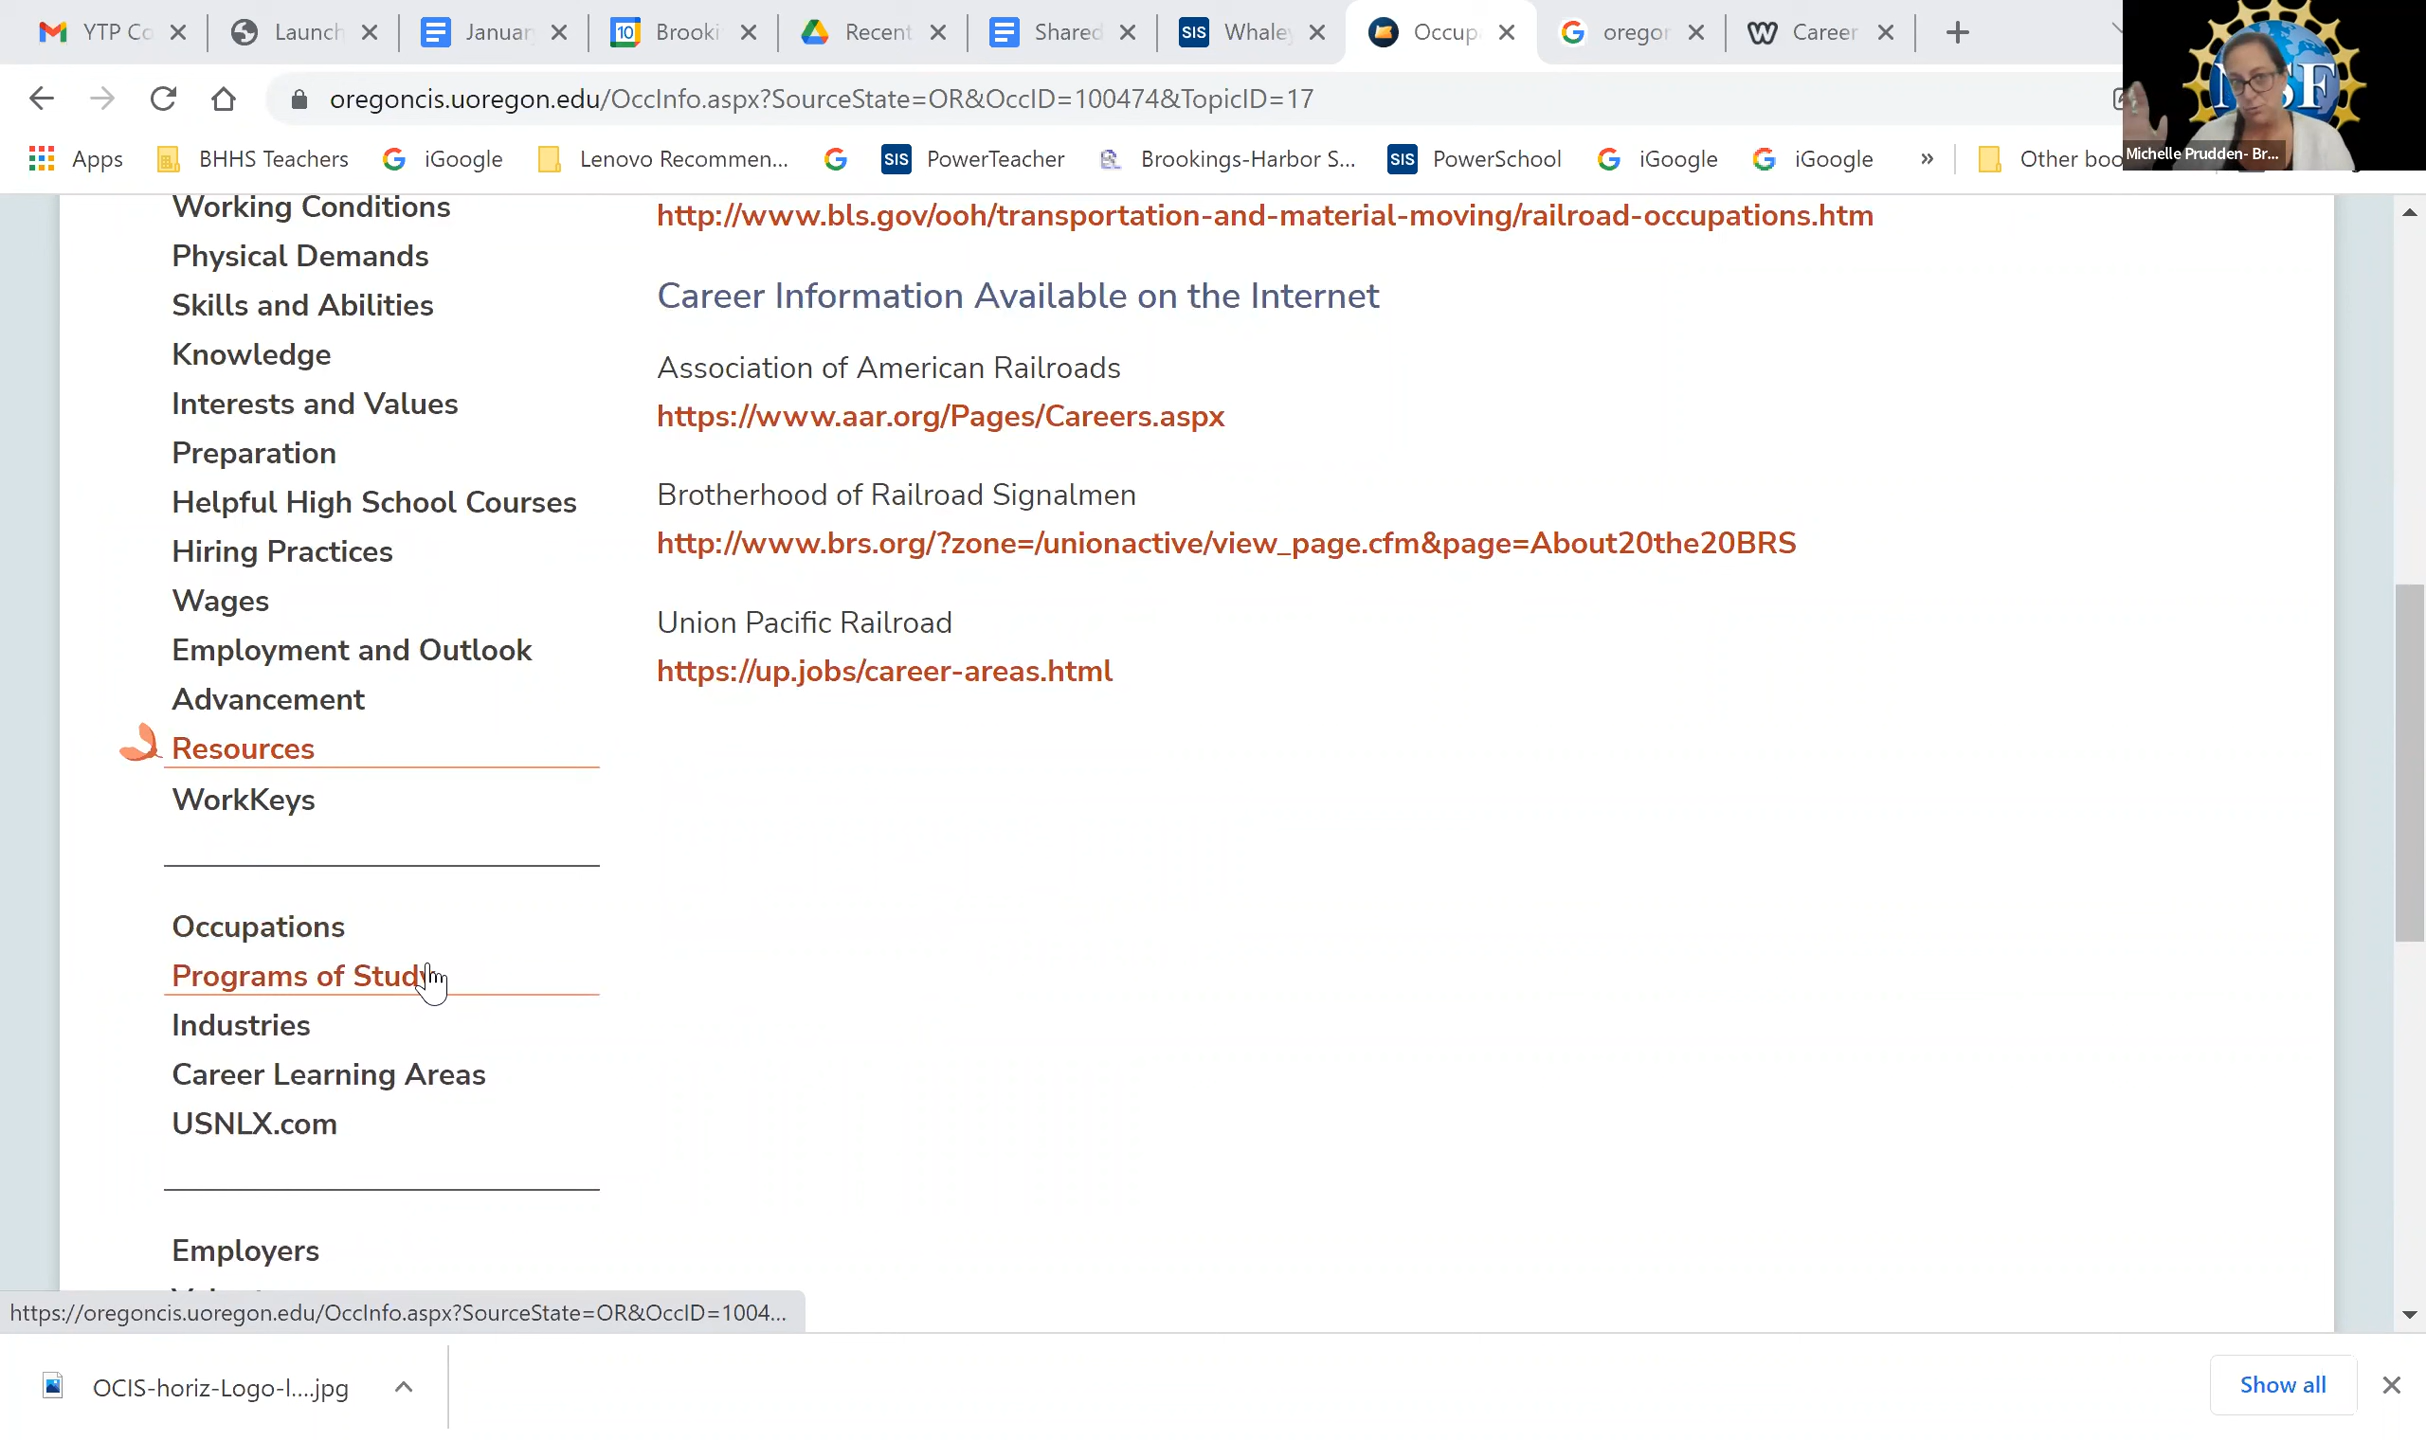 YTP Co
Launch
Januar
10
Brooki
Recent
Shared
SIS
Whaley
Occup
oregor
Career
oregoncis.uoregon.edu/OccInfo.aspx?SourceState=OR&OccID=100474&TopicID=17
Apps
BHHS Teachers
iGoogle
Lenovo Recommen...
SIS
PowerTeacher
Brookings-Harbor S...
SIS
PowerSchool
iGoogle
iGoogle
»
Other boo
Michelle Prudden- Br...
Working Conditions
Physical Demands
Skills and Abilities
Knowledge
Interests and Values
Preparation
Helpful High School Courses
Hiring Practices
Wages
Employment and Outlook
Advancement
Resources
WorkKeys
Occupations
Programs of Study
Industries
Career Learning Areas
USNLX.com
Employers
http://www.bls.gov/ooh/transportation-and-material-moving/railroad-occupations.htm
Career Information Available on the Internet
Association of American Railroads
https://www.aar.org/Pages/Careers.aspx
Brotherhood of Railroad Signalmen
http://www.brs.org/?zone=/unionactive/view_page.cfm&page=About20the20BRS
Union Pacific Railroad
https://up.jobs/career-areas.html
https://oregoncis.uoregon.edu/OccInfo.aspx?SourceState=OR&OccID=1004...
OCIS-horiz-Logo-l....jpg
Show all